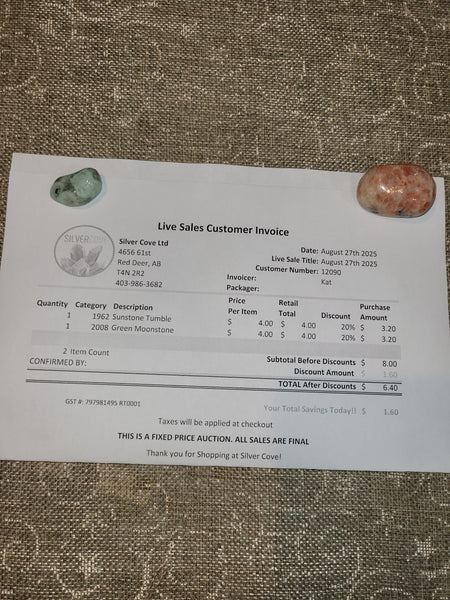 Live Sales Customer Invoice
SILVERCOVE
Silver Cove Ltd
4656 61st
Red Deer, AB
T4N 2R2
403-986-3682
Date: August 27th 2025
Live Sale Title: August 27th 2025
Customer Number: 12090
Invoicer: Kat
Packager:
Quantity Category Description Price Per Item Retail Total Discount Purchase Amount
1 1962 Sunstone Tumble $ 4.00 $ 4.00 20% $ 3.20
1 2008 Green Moonstone $ 4.00 $ 4.00 20% $ 3.20
2 Item Count
Subtotal Before Discounts $ 8.00
CONFIRMED BY:
Discount Amount $ 1.60
TOTAL After Discounts $ 6.40
GST #: 797981495 RT0001
Your Total Savings Today!! $ 1.60
Taxes will be applied at checkout
THIS IS A FIXED PRICE AUCTION. ALL SALES ARE FINAL
Thank you for Shopping at Silver Cove!